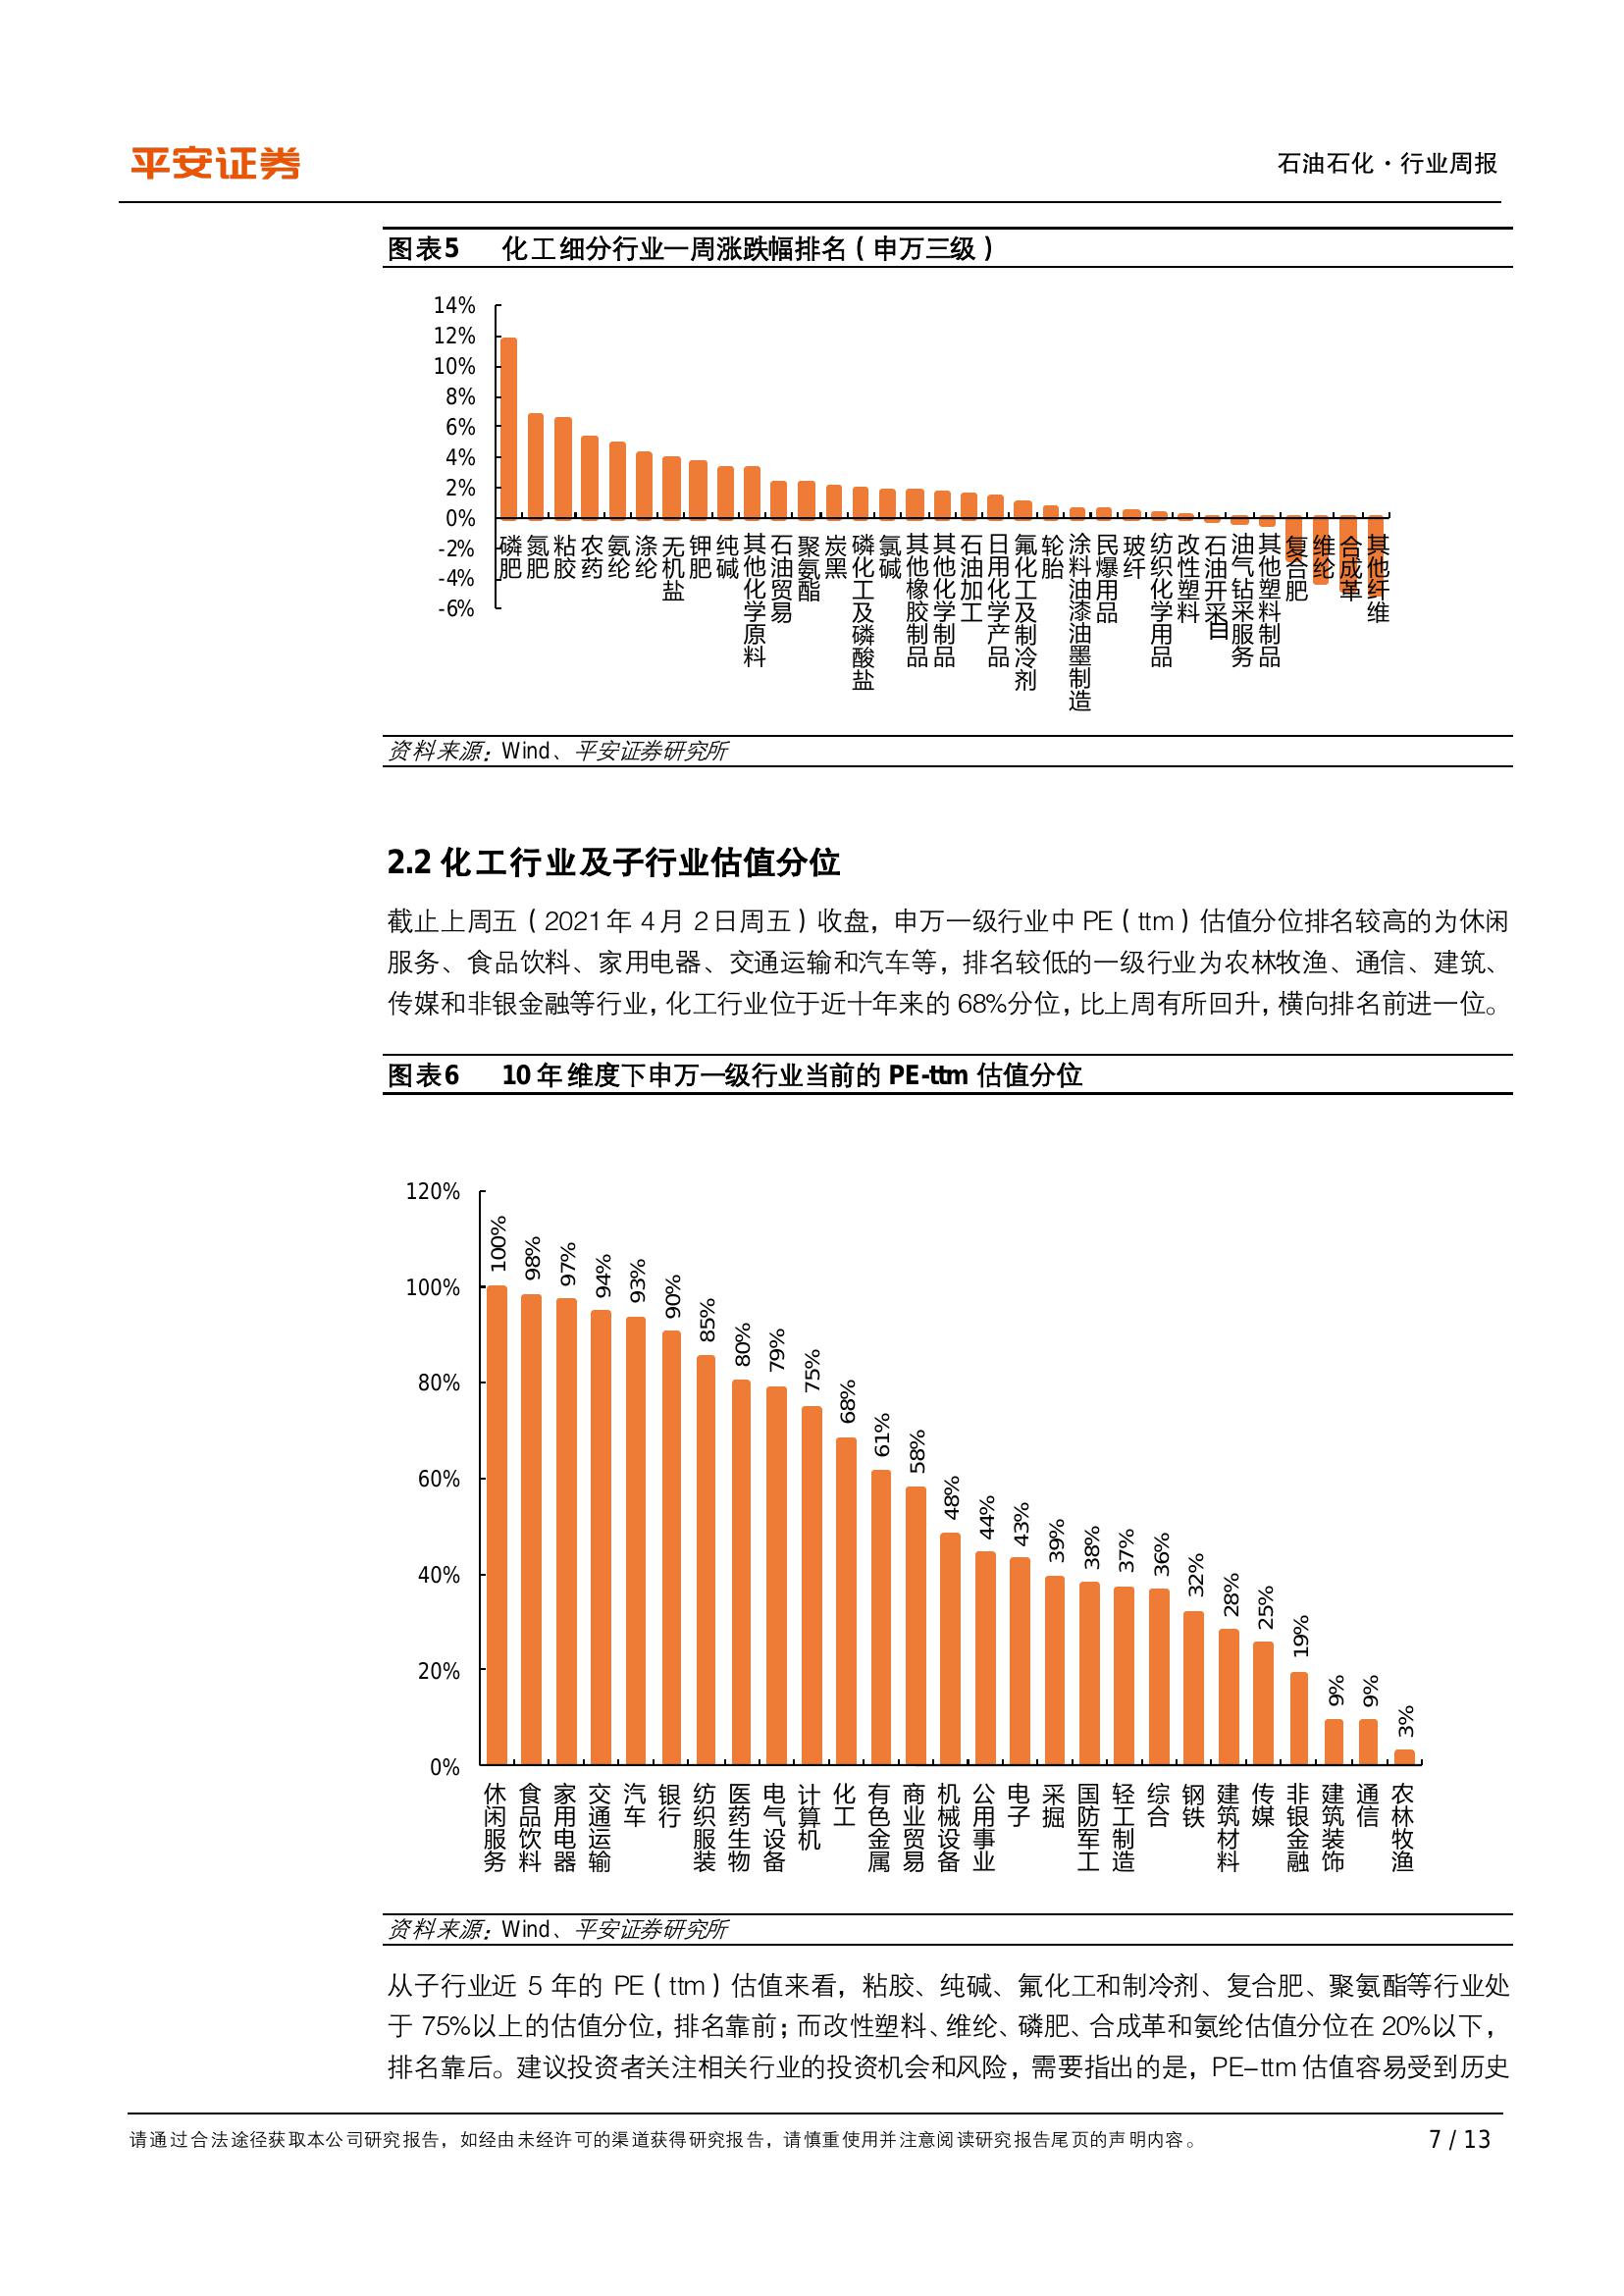 平安证券
石油石化·行业周报
图表5 化工细分行业一周涨跌幅排名(申万三级)
14%
12%
10%
8%
6%
4%
2%
0%
-2%
-4%
-6%
磷肥
氮肥
粘胶
农药
氨纶
涤纶
无机盐
钾肥
纯碱
其他化学原料
石油贸易
聚氨酯
炭黑
磷化工及磷酸盐
氯碱
其他橡胶制品
其他化学制品
石油加工
日用化学产品
氟化工及制冷剂
轮胎
涂料油漆油墨制造
民爆用品
玻纤
纺织化学用品
改性塑料
石油开采
油气钻采服务
其他塑料制品
复合肥
维纶
合成革
其他纤维
资料来源:Wind、平安证券研究所
2.2 化工行业及子行业估值分位
截止上周五(2021年 4月 2日周五)收盘,申万一级行业中 PE(ttm)估值分位排名较高的为休闲
服务、食品饮料、家用电器、交通运输和汽车等,排名较低的一级行业为农林牧渔、通信、建筑、
传媒和非银金融等行业,化工行业位于近十年来的 68%分位,比上周有所回升,横向排名前进一位。
图表6 10 年维度下申万一级行业当前的 PE-ttm 估值分位
120%
100%
80%
60%
40%
20%
0%
100%
98%
97%
94%
93%
90%
85%
80%
79%
75%
68%
61%
58%
48%
44%
43%
39%
38%
37%
36%
32%
28%
25%
19%
9%
9%
3%
休闲服务
食品饮料
家用电器
交通运输
汽车
银行
纺织服装
医药生物
电气设备
计算机
化工
有色金属
商业贸易
机械设备
公用事业
电子
采掘
国防军工
轻工制造
综合
钢铁
建筑材料
传媒
非银金融
建筑装饰
通信
农林牧渔
资料来源:Wind、平安证券研究所
从子行业近 5 年的 PE(ttm)估值来看,粘胶、纯碱、氟化工和制冷剂、复合肥、聚氨酯等行业处
于 75%以上的估值分位,排名靠前;而改性塑料、维纶、磷肥、合成革和氨纶估值分位在 20%以下,
排名靠后。建议投资者关注相关行业的投资机会和风险,需要指出的是,PE–ttm 估值容易受到历史
请通过合法途径获取本公司研究报告,如经由未经许可的渠道获得研究报告,请慎重使用并注意阅读研究报告尾页的声明内容。
7 / 13